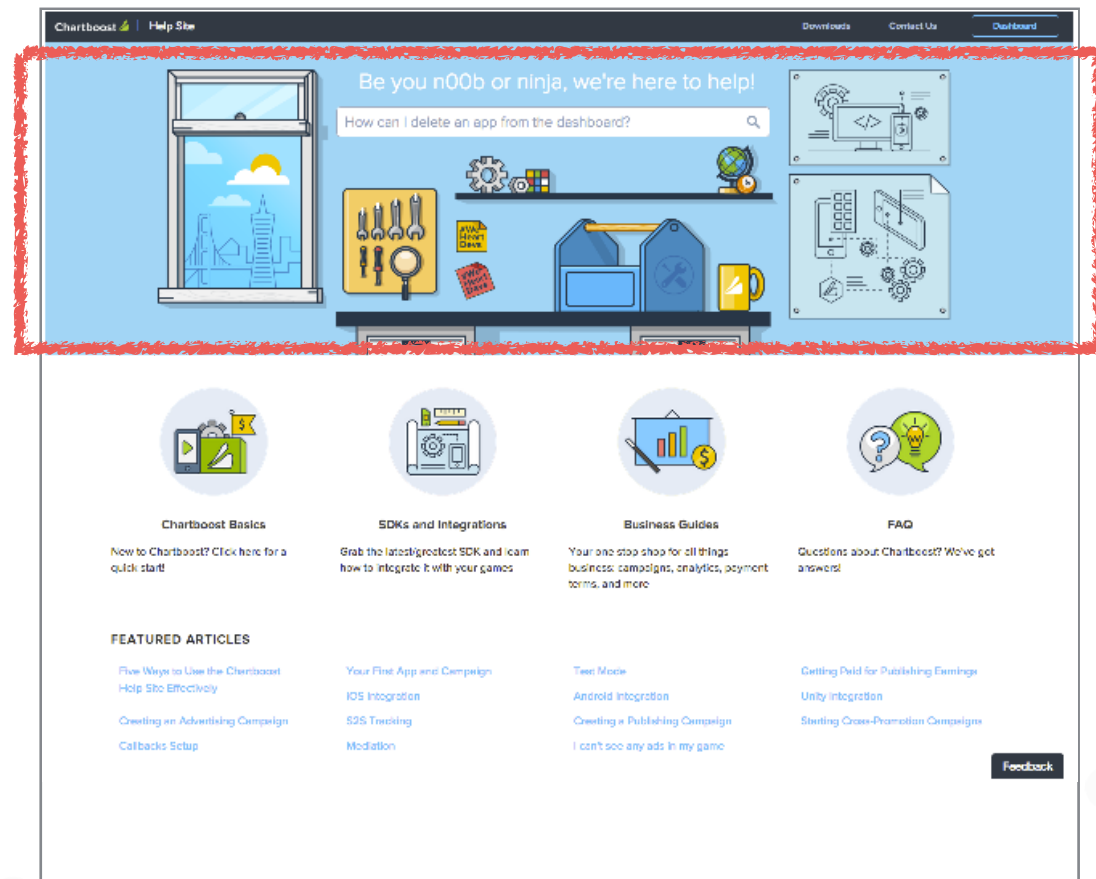 Chartboost Help Site
Downloads Contact Us Dashboard
Be you n00b or ninja, we're here to help!
How can I delete an app from the dashboard?
Chartboost Basics
New to Chartboost? Click here for a
quick start!
SDKs and Integrations
Grab the latest/greatest SDK and learn
how to integrate it with your games
Business Guides
Your one stop shop for all things
business: campaigns, analytics, payment
terms, and more
FAQ
Questions about Chartboost? We've got
answers!
FEATURED ARTICLES
Five Ways to Use the Chartboost
Help Site Effectively
Creating an Advertising Campaign
Callbacks Setup
Your First App and Campaign
iOS Integration
S2S Tracking
Mediation
Test Mode
Android Integration
Creating a Publishing Campaign
I can't see any ads in my game
Getting Paid for Publishing Earnings
Unity Integration
Starting Cross-Promotion Campaigns
Feedback